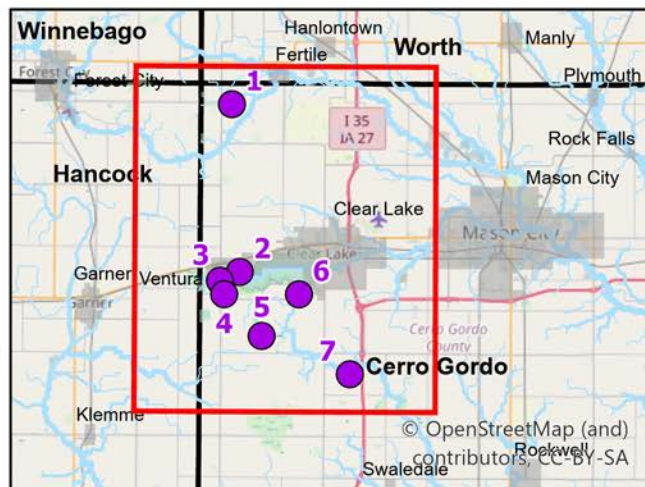 Winnebago
Hanlontown
Worth
Manly
Fertile
Forest City
Forest City
Plymouth
1
I 35
IA 27
Rock Falls
Hancock
Mason City
Clear Lake
Mason City
Clear Lake
3
2
Garner
Ventura
6
Garner
4
5
Cerro Gordo
County
7
Cerro Gordo
Klemme
© OpenStreetMap (and)
contributors, CC-BY-SA
Rockwell
Swaledale